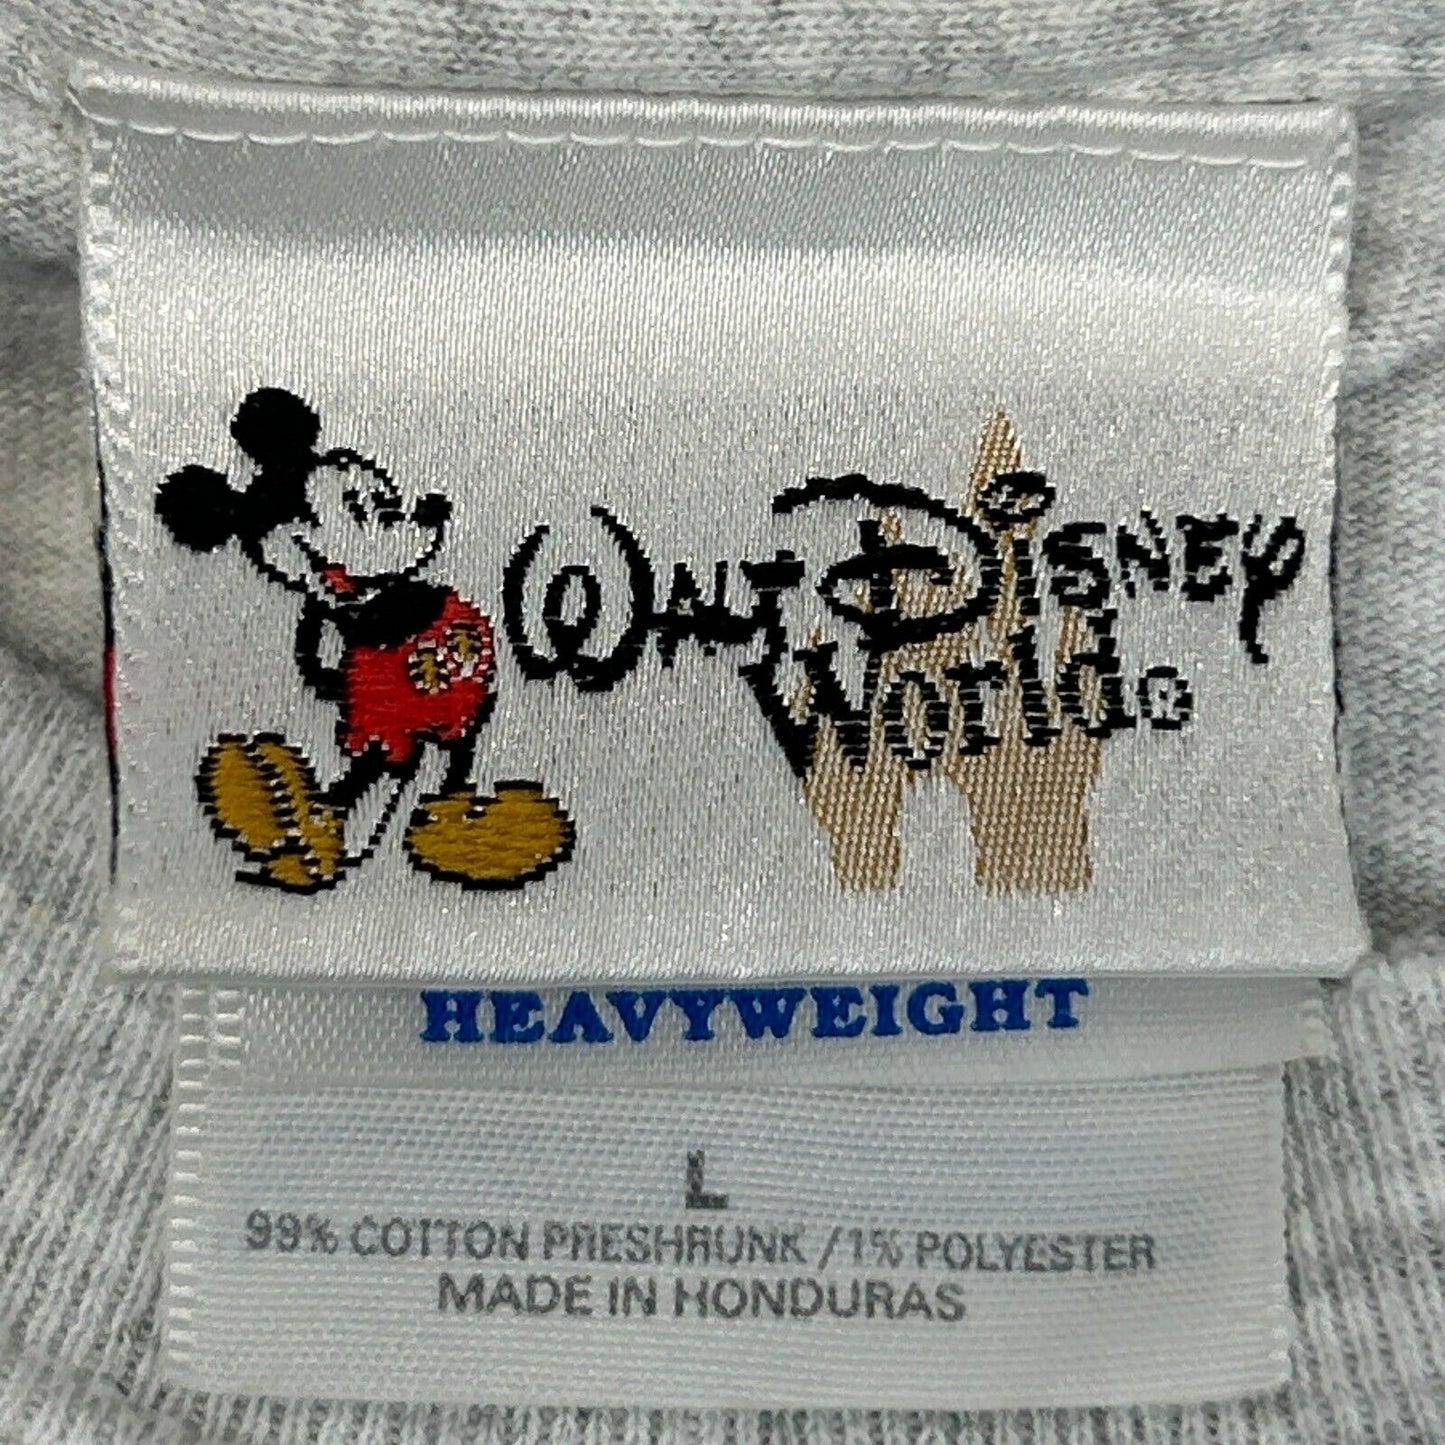 WALT DISNEY
World®
HEAVYWEIGHT
L
99% COTTON PRESHRUNK / 1% POLYESTER
MADE IN HONDURAS